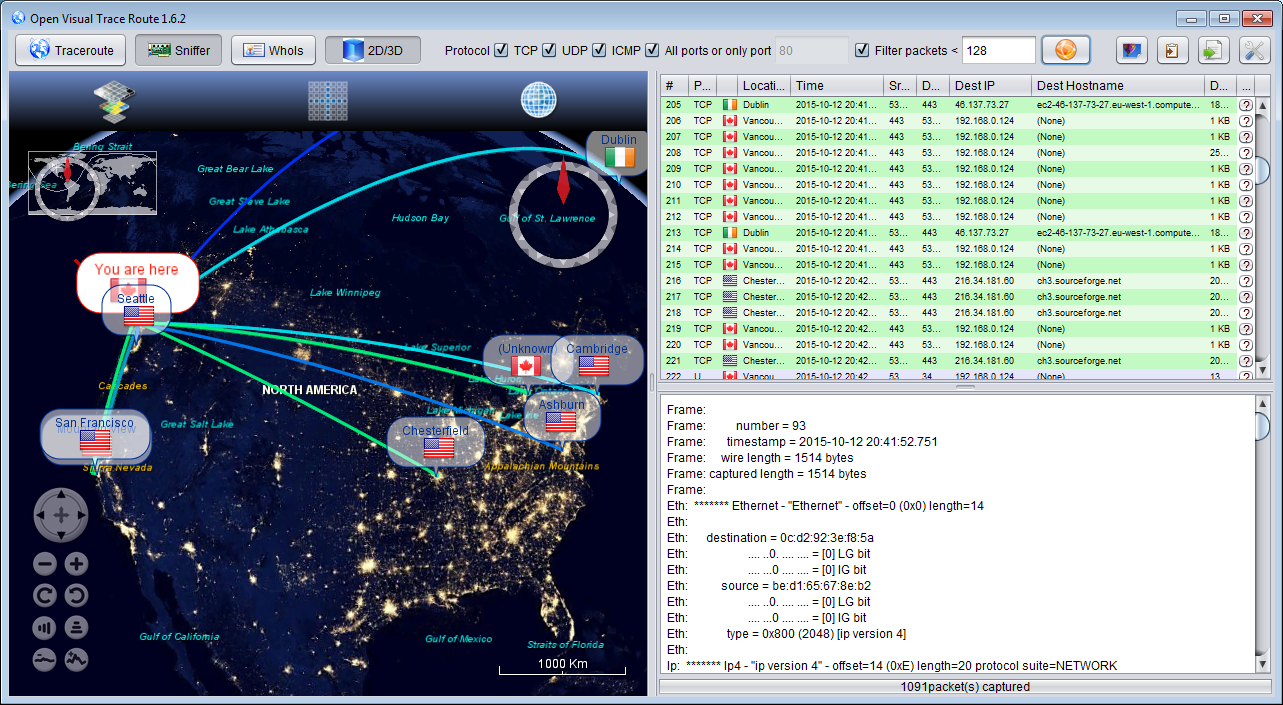 Open Visual Trace Route 1.6.2
Traceroute Sniffer WhoIs 2D/3D Protocol TCP UDP ICMP All ports or only port 80 Filter packets < 128
Bering Strait
Bering Sea
Great Bear Lake
Great Slave Lake
Lake Athabasca
Hudson Bay
Gulf of St. Lawrence
Dublin
You are here
Seattle
Lake Winnipeg
Lake Superior
(Unknown
Cambridge
Cascades
NORTH AMERICA
Ashburn
San Francisco
Great Salt Lake
Chesterfield
Sierra Nevada
Appalachian Mountains
Gulf of California
Gulf of Mexico
Straits of Florida
1000 Km
# P... Locati... Time Sr... D... Dest IP Dest Hostname D... ...
205 TCP Dublin 2015-10-12 20:41... 53... 443 46.137.73.27 ec2-46-137-73-27.eu-west-1.compute... 18... ?
206 TCP Vancou... 2015-10-12 20:41... 443 53... 192.168.0.124 (None) 1 KB ?
207 TCP Vancou... 2015-10-12 20:41... 443 53... 192.168.0.124 (None) 1 KB ?
208 TCP Vancou... 2015-10-12 20:41... 443 53... 192.168.0.124 (None) 25... ?
209 TCP Vancou... 2015-10-12 20:41... 443 53... 192.168.0.124 (None) 1 KB ?
210 TCP Vancou... 2015-10-12 20:41... 443 53... 192.168.0.124 (None) 1 KB ?
211 TCP Vancou... 2015-10-12 20:41... 443 53... 192.168.0.124 (None) 1 KB ?
212 TCP Vancou... 2015-10-12 20:41... 443 53... 192.168.0.124 (None) 1 KB ?
213 TCP Dublin 2015-10-12 20:41... 53... 443 46.137.73.27 ec2-46-137-73-27.eu-west-1.compute... 18... ?
214 TCP Vancou... 2015-10-12 20:41... 443 53... 192.168.0.124 (None) 1 KB ?
215 TCP Vancou... 2015-10-12 20:41... 443 53... 192.168.0.124 (None) 1 KB ?
216 TCP Chester... 2015-10-12 20:42... 53... 443 216.34.181.60 ch3.sourceforge.net 20... ?
217 TCP Chester... 2015-10-12 20:42... 53... 443 216.34.181.60 ch3.sourceforge.net 20... ?
218 TCP Chester... 2015-10-12 20:42... 53... 443 216.34.181.60 ch3.sourceforge.net 20... ?
219 TCP Vancou... 2015-10-12 20:42... 443 53... 192.168.0.124 (None) 1 KB ?
220 TCP Vancou... 2015-10-12 20:42... 443 53... 192.168.0.124 (None) 1 KB ?
221 TCP Chester... 2015-10-12 20:42... 53... 443 216.34.181.60 ch3.sourceforge.net 20... ?
222 Vancou 2015-10-12 20:42 53 34 192.168.0.124 (None) 13 ?
Frame:
Frame: number = 93
Frame: timestamp = 2015-10-12 20:41:52.751
Frame: wire length = 1514 bytes
Frame: captured length = 1514 bytes
Frame:
Eth: ******* Ethernet - "Ethernet" - offset=0 (0x0) length=14
Eth:
Eth: destination = 0c:d2:92:3e:f8:5a
Eth: .... ..0. .... .... = [0] LG bit
Eth: .... ...0 .... .... = [0] IG bit
Eth: source = be:d1:65:67:8e:b2
Eth: .... ..0. .... .... = [0] LG bit
Eth: .... ...0 .... .... = [0] IG bit
Eth: type = 0x800 (2048) [ip version 4]
Eth:
Ip: ******* Ip4 - "ip version 4" - offset=14 (0xE) length=20 protocol suite=NETWORK
1091packet(s) captured